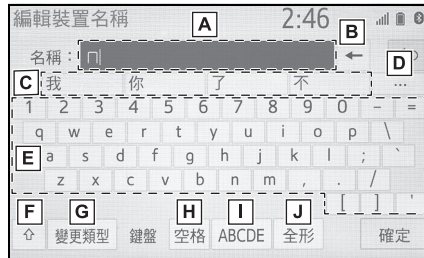 編輯裝置名稱 2:46
A B
名稱：
C 我 你 了 不 ... D
1 2 3 4 5 6 7 8 9 0 - =
q w e r t y u i o p \
E a s d f g h j k l ; `
z x c v b n m , . /
[ ] '
F G H I J
變更類型 鍵盤 空格 ABCDE 全形 確定